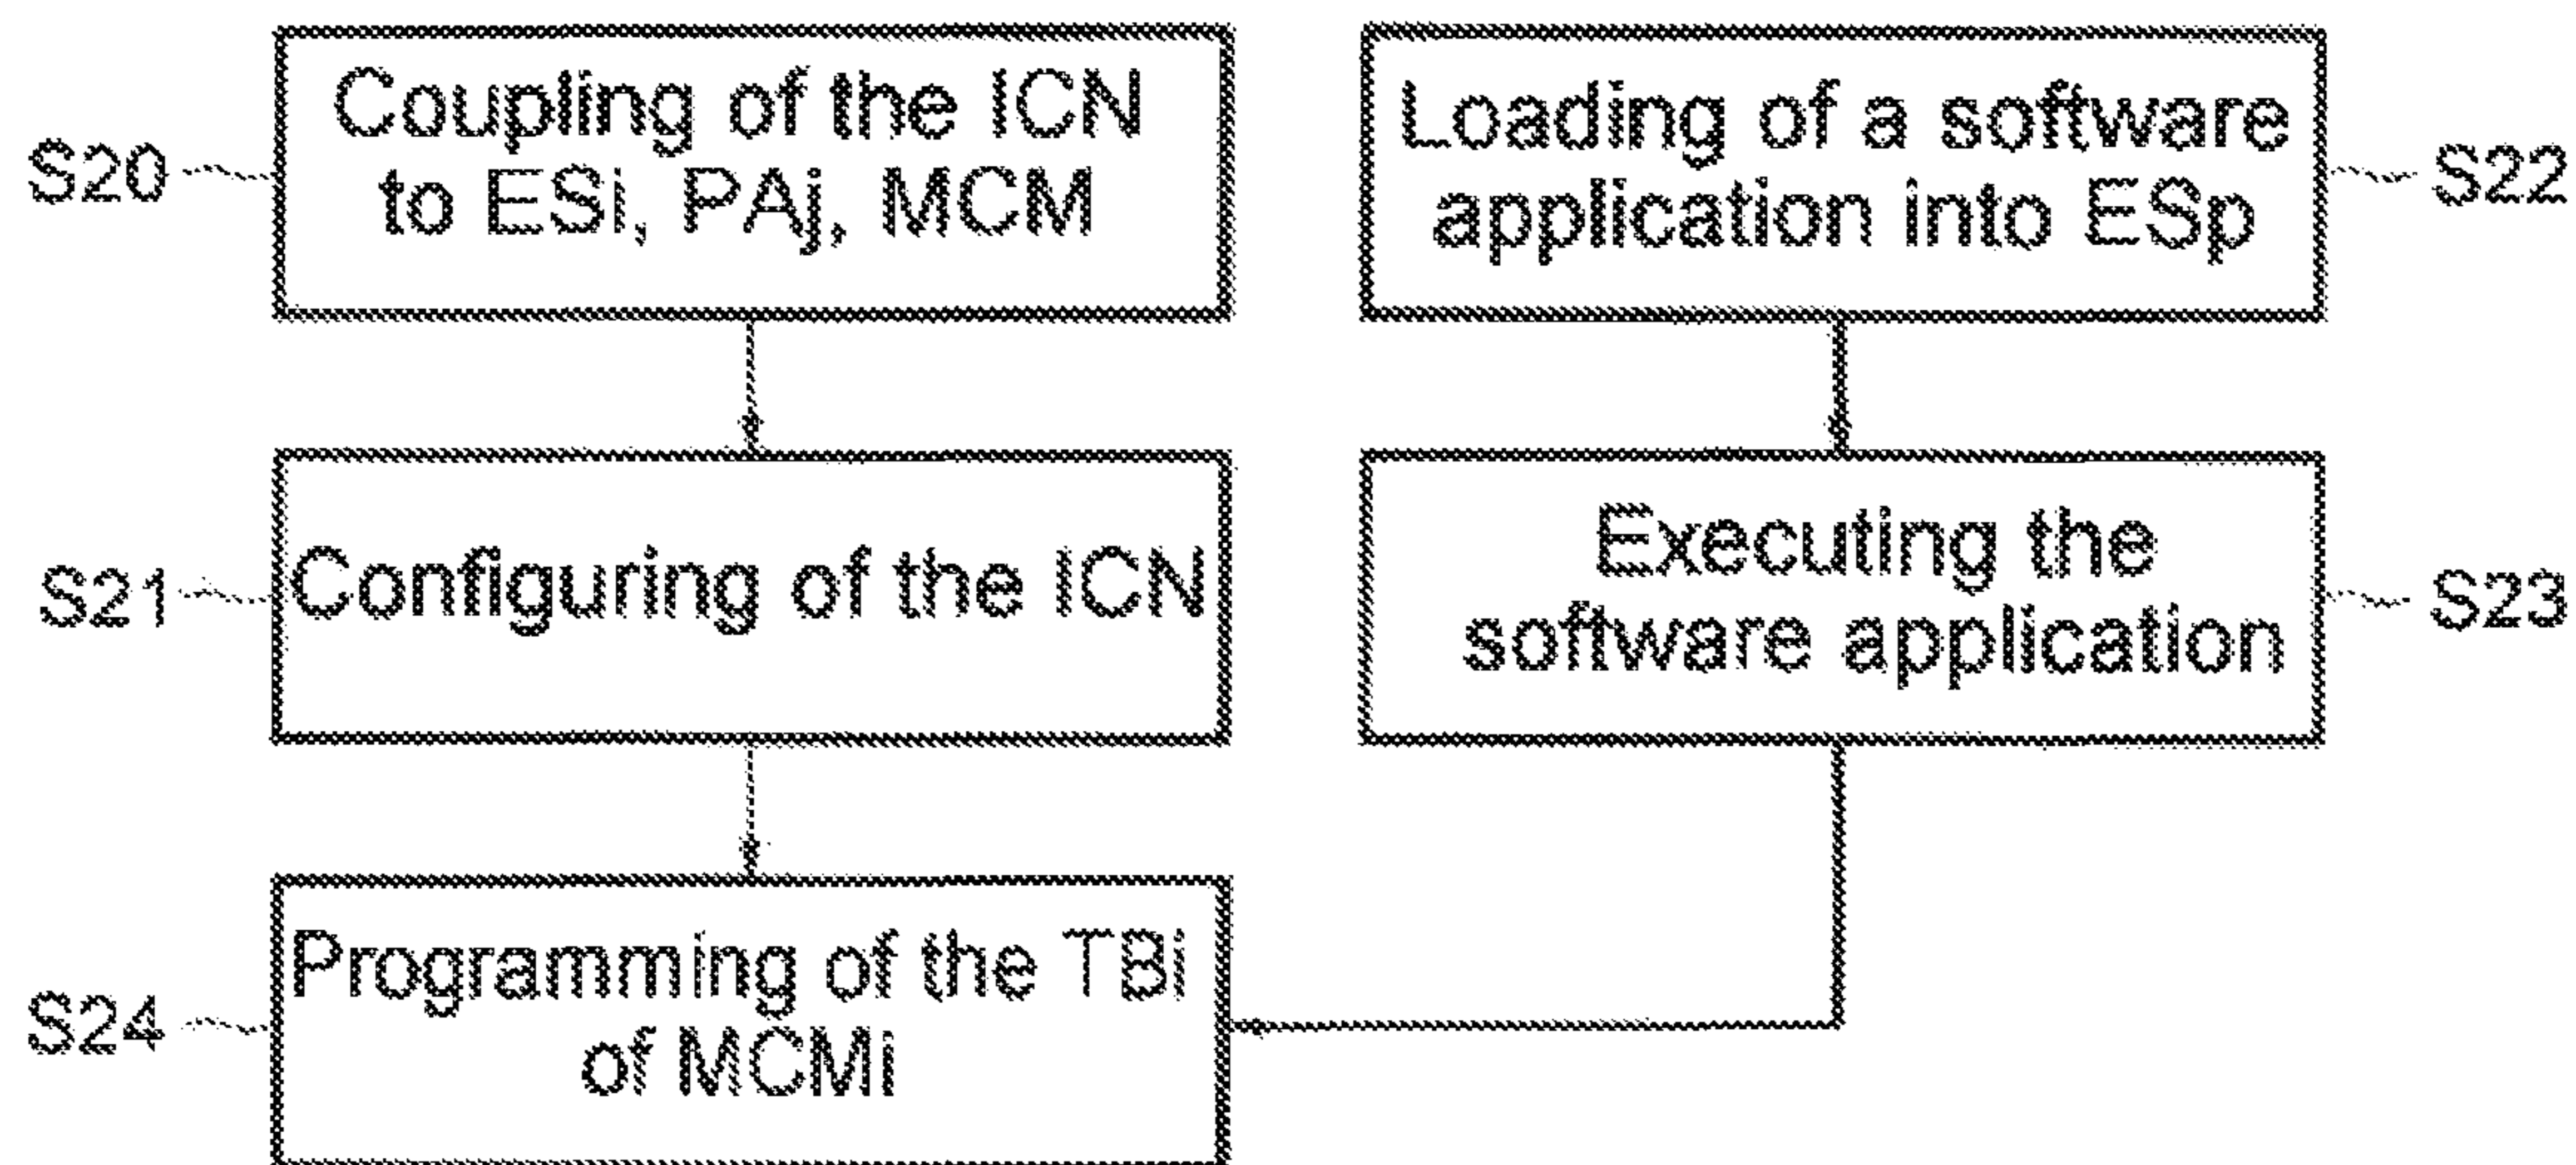 S20
Coupling of the ICN
to ESi, PAj, MCM
Loading of a software
application into ESp
S22
S21
Configuring of the ICN
Executing the
software application
S23
S24
Programming of the TBi
of MCMi